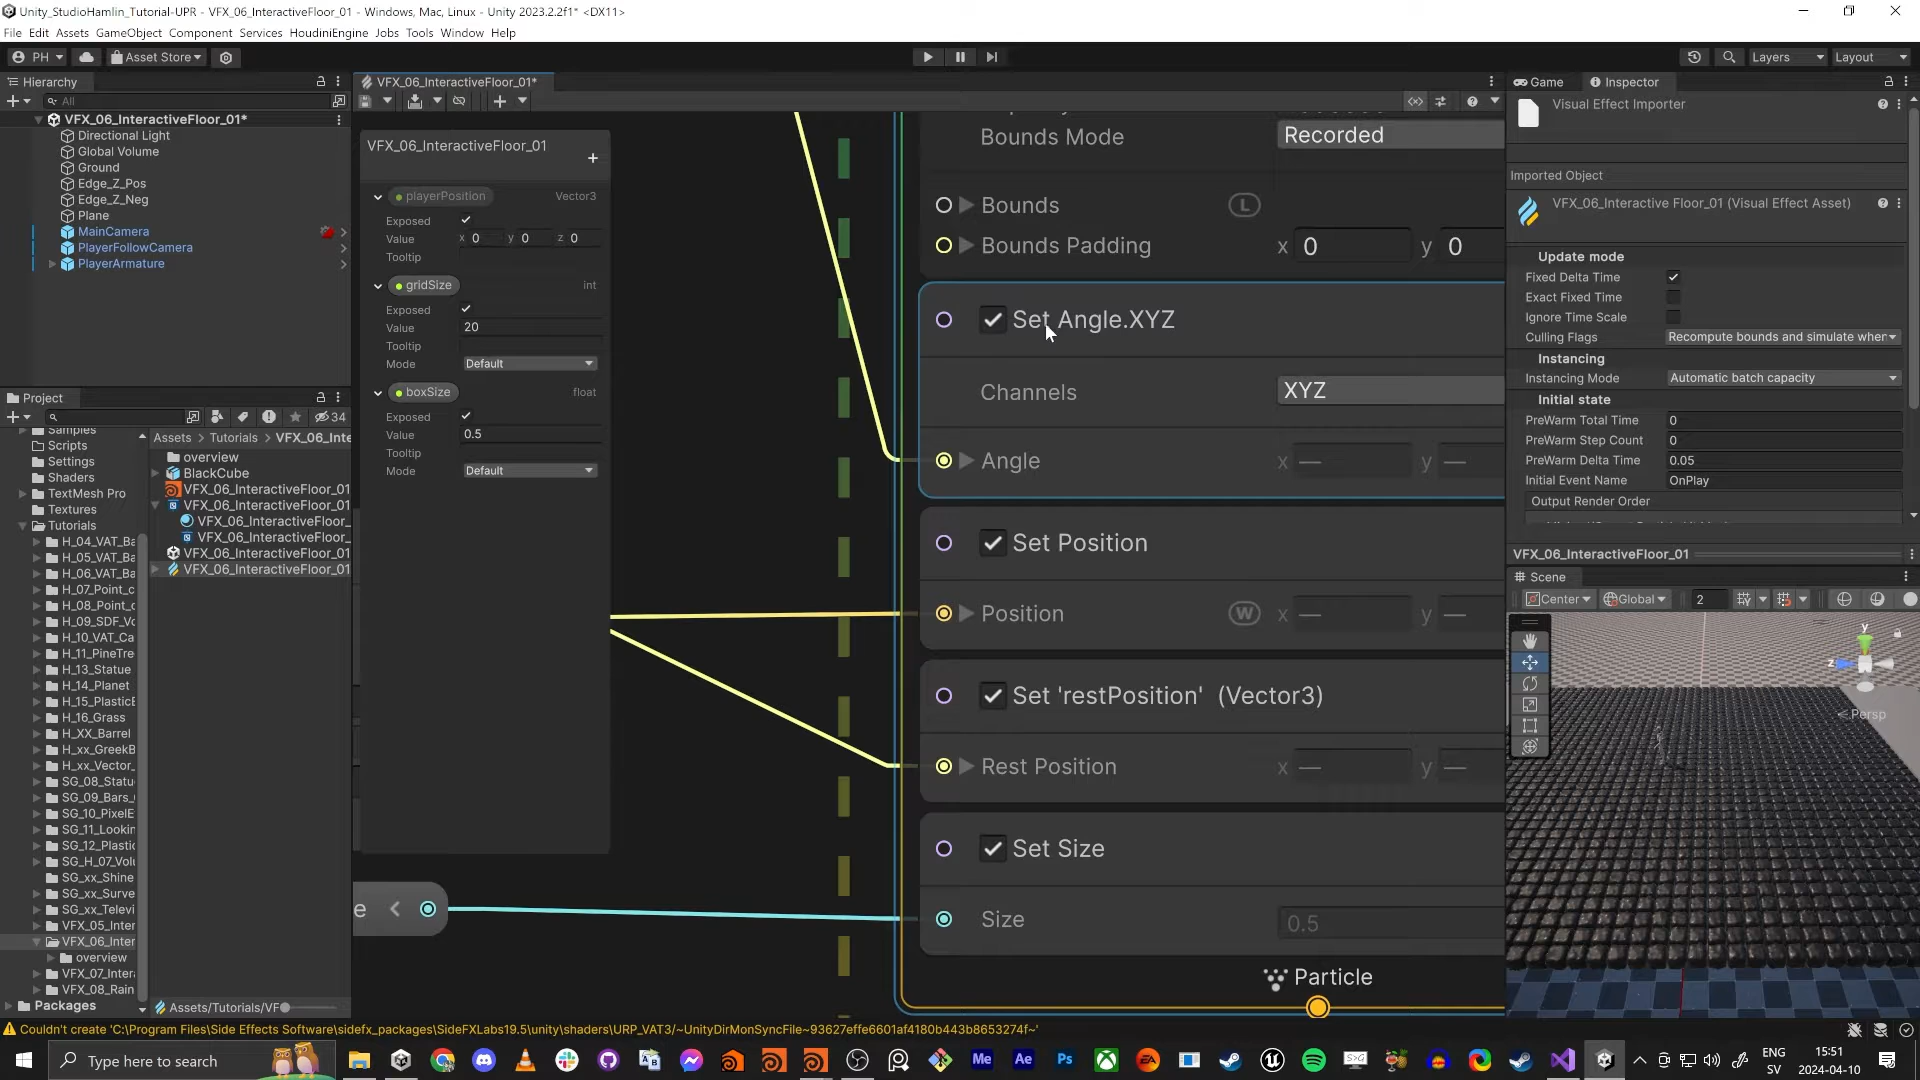 Unity_StudioHamlin_Tutorial-UPR - VFX_06_InteractiveFloor_01 - Windows, Mac, Linux - Unity 2023.2.2f1* <DX11>
File Edit Assets GameObject Component Services HoudiniEngine Jobs Tools Window Help
PH Asset Store Layers Layout
Hierarchy
All
VFX_06_InteractiveFloor_01*
Directional Light
Global Volume
Ground
Edge_Z_Pos
Edge_Z_Neg
Plane
MainCamera
PlayerFollowCamera
PlayerArmature
Project
34
Samples
Scripts
Settings
Shaders
TextMesh Pro
Textures
Tutorials
H_04_VAT_Ba
H_05_VAT_Ba
H_06_VAT_Ba
H_07_Point_c
H_08_Point_c
H_09_SDF_Vo
H_10_VAT_Ca
H_11_PineTre
H_13_Statue
H_14_Planet
H_15_PlasticE
H_16_Grass
H_XX_Barrel
H_xx_GreekB
H_xx_Vector_
SG_08_Statu
SG_09_Bars_
SG_10_PixelE
SG_11_Lookin
SG_12_Plastic
SG_H_07_Volu
SG_xx_Shine
SG_xx_Surve
SG_xx_Televi
VFX_05_Inter
VFX_06_Inter
overview
VFX_07_Intera
VFX_08_Rain
Packages
Assets > Tutorials > VFX_06_Inte
overview
BlackCube
VFX_06_InteractiveFloor_01
VFX_06_InteractiveFloor_01
VFX_06_InteractiveFloor_
VFX_06_InteractiveFloor_
VFX_06_InteractiveFloor_01
VFX_06_InteractiveFloor_01
Assets/Tutorials/VF
VFX_06_InteractiveFloor_01*
VFX_06_InteractiveFloor_01
+
playerPosition Vector3
Exposed
Value x 0 y 0 z 0
Tooltip
gridSize int
Exposed
Value 20
Tooltip
Mode Default
boxSize float
Exposed
Value 0.5
Tooltip
Mode Default
e <
Bounds Mode Recorded
Bounds L
Bounds Padding x 0 y 0
Set Angle.XYZ
Channels XYZ
Angle x — y —
Set Position
Position W x — y —
Set 'restPosition' (Vector3)
Rest Position x — y —
Set Size
Size 0.5
Particle
Game Inspector
Visual Effect Importer
Imported Object
VFX_06_Interactive Floor_01 (Visual Effect Asset)
Update mode
Fixed Delta Time
Exact Fixed Time
Ignore Time Scale
Culling Flags Recompute bounds and simulate wher
Instancing
Instancing Mode Automatic batch capacity
Initial state
PreWarm Total Time 0
PreWarm Step Count 0
PreWarm Delta Time 0.05
Initial Event Name OnPlay
Output Render Order
VFX_06_InteractiveFloor_01
Scene
Center Global 2
y
z
Persp
Couldn't create 'C:\Program Files\Side Effects Software\sidefx_packages\SideFXLabs19.5\unity\shaders\URP_VAT3/~UnityDirMonSyncFile~93627effe6601af4180b443b8653274f~'
Type here to search
Me Ae Ps
ENG
SV
15:51
2024-04-10